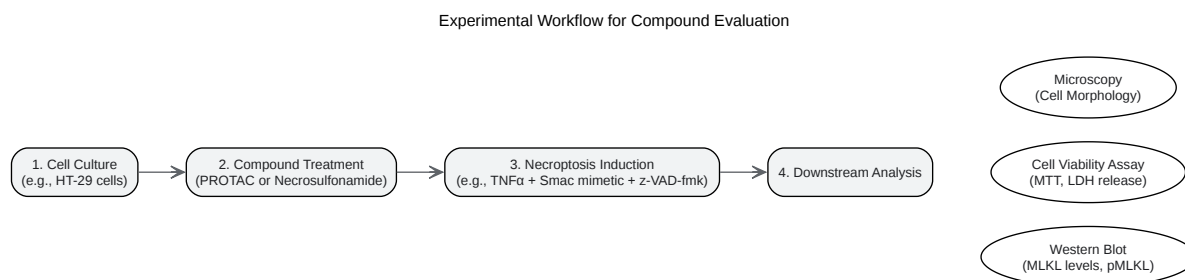 Experimental Workflow for Compound Evaluation
Microscopy
(Cell Morphology)
1. Cell Culture
(e.g., HT-29 cells)
2. Compound Treatment
(PROTAC or Necrosulfonamide)
3. Necroptosis Induction
(e.g., TNFα + Smac mimetic + z-VAD-fmk)
4. Downstream Analysis
Cell Viability Assay
(MTT, LDH release)
Western Blot
(MLKL levels, pMLKL)